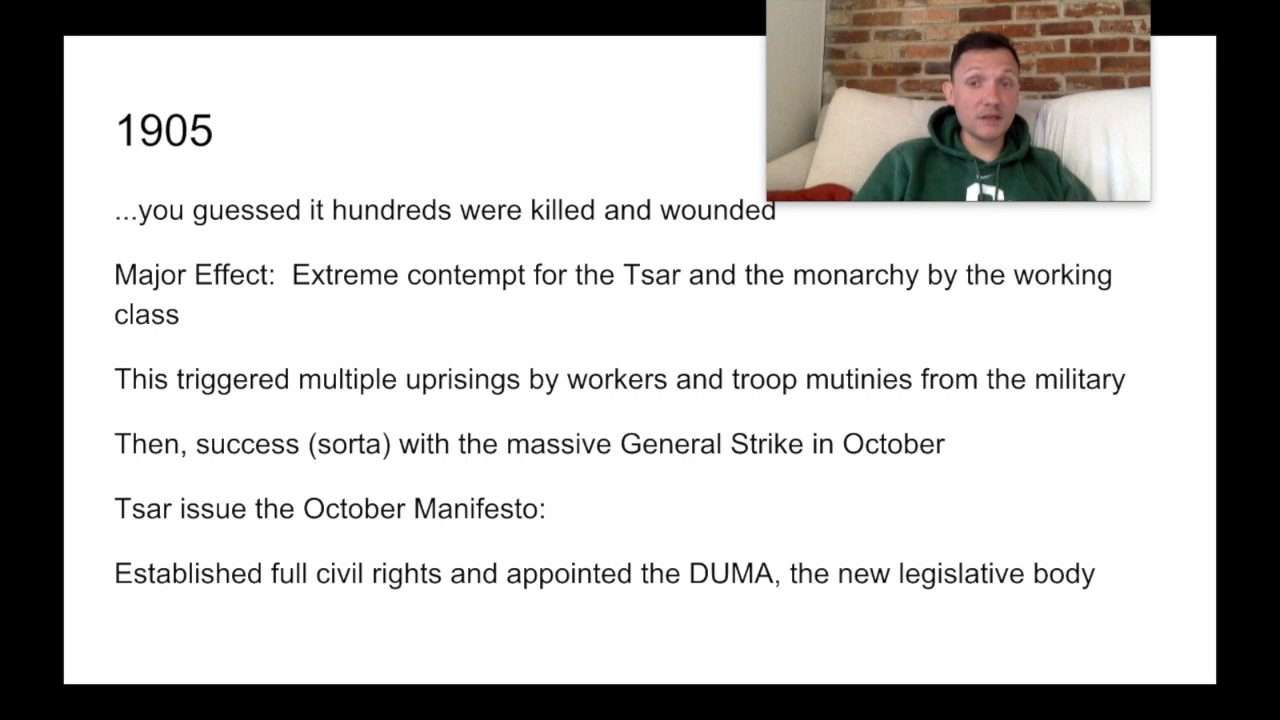 1905
...you guessed it hundreds were killed and wounded
Major Effect:  Extreme contempt for the Tsar and the monarchy by the working
class
This triggered multiple uprisings by workers and troop mutinies from the military
Then, success (sorta) with the massive General Strike in October
Tsar issue the October Manifesto:
Established full civil rights and appointed the DUMA, the new legislative body